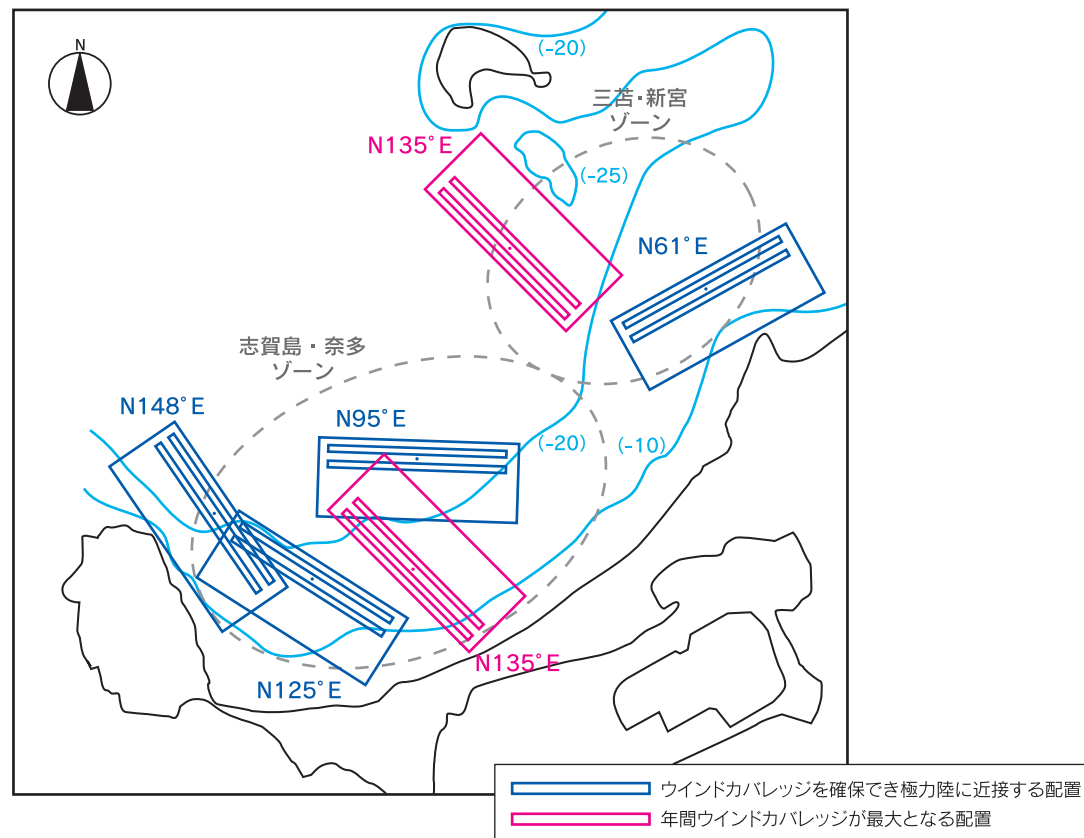 N
(-20)
三苫・新宮
ゾーン
N135°E
(-25)
N61°E
志賀島・奈多
ゾーン
N148°E
N95°E
(-20)
(-10)
N135°E
N125°E
ウインドカバレッジを確保でき極力陸に近接する配置
年間ウインドカバレッジが最大となる配置